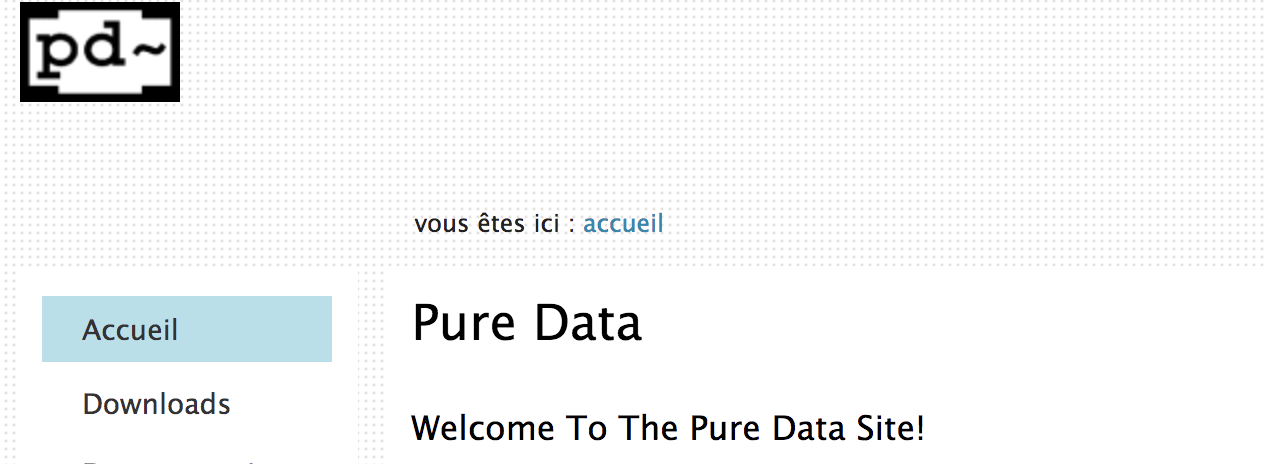 pd~
vous êtes ici : accueil
Accueil
Downloads
Pure Data
Welcome To The Pure Data Site!